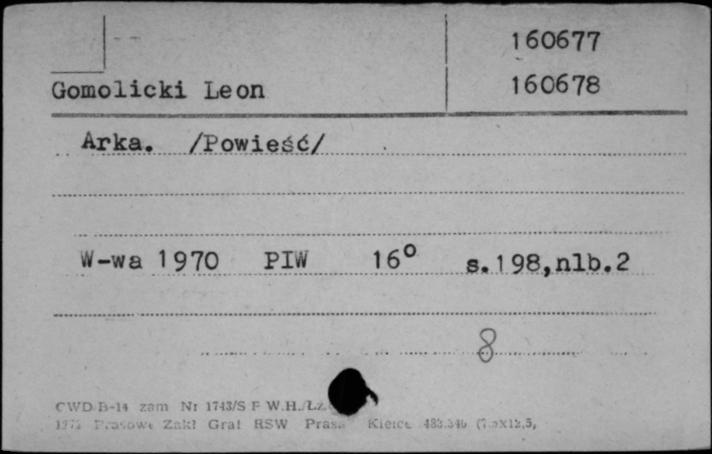 160677
Gomolicki Leon 160678
Arka. /Powieść/
W-wa 1970 PIW 16° s.198,nlb.2
8
CWD B-14 zam Nr 1743/S F W.H./Łz.
Zakł Graf RSW Prasa